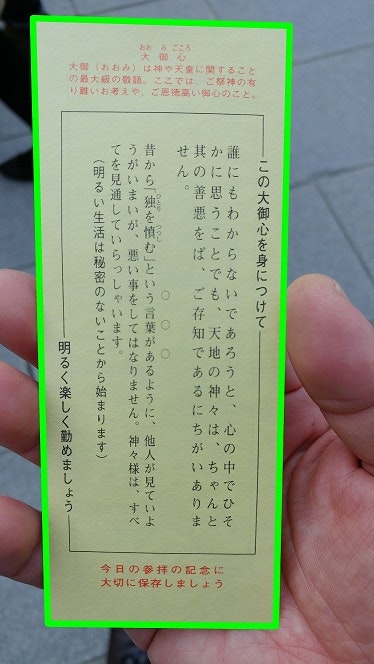 おおみごころ
大御心
大御（おおみ）は神や天皇に関すること
の最大級の敬語。ここでは、ご祭神の有
り難いお考えや、ご恩徳高い御心のこと。
この大御心を身につけて
誰にもわからないであろうと、心の中でひそ
かに思うことでも、天地の神々は、ちゃんと
其の善悪をば、ご存知であるにちがいありま
せん。
○○○
昔から「独を慎む」という言葉があるように、他人が見ていよ
うがいまいが、悪い事をしてはなりません。神々様は、すべ
てを見通していらっしゃいます。
（明るい生活は秘密のないことから始まります）
明るく楽しく勤めましょう
今日の参拝の記念に
大切に保存しましょう